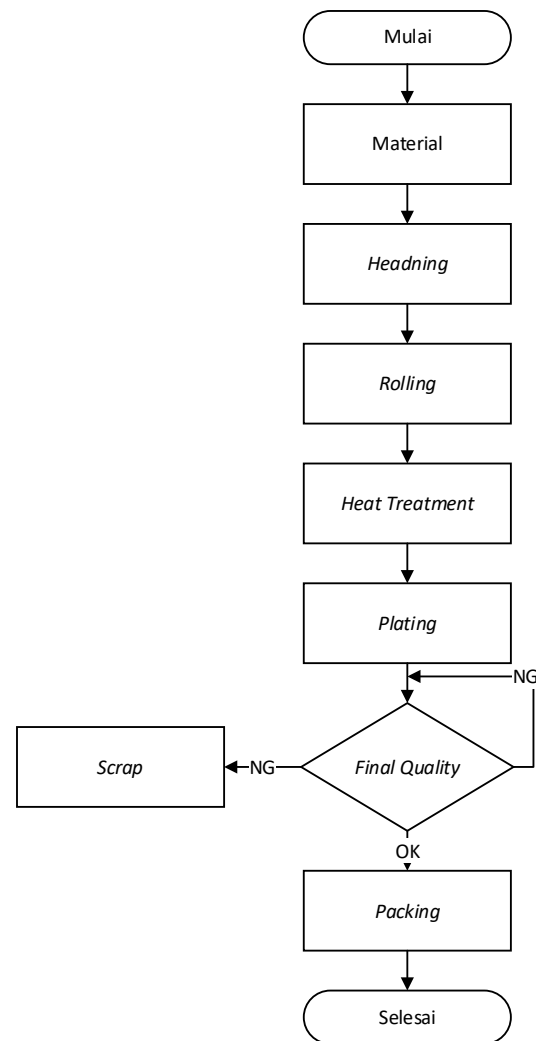 Mulai
Material
Headning
Rolling
Heat Treatment
Plating
NG
Scrap
NG
Final Quality
OK
Packing
Selesai